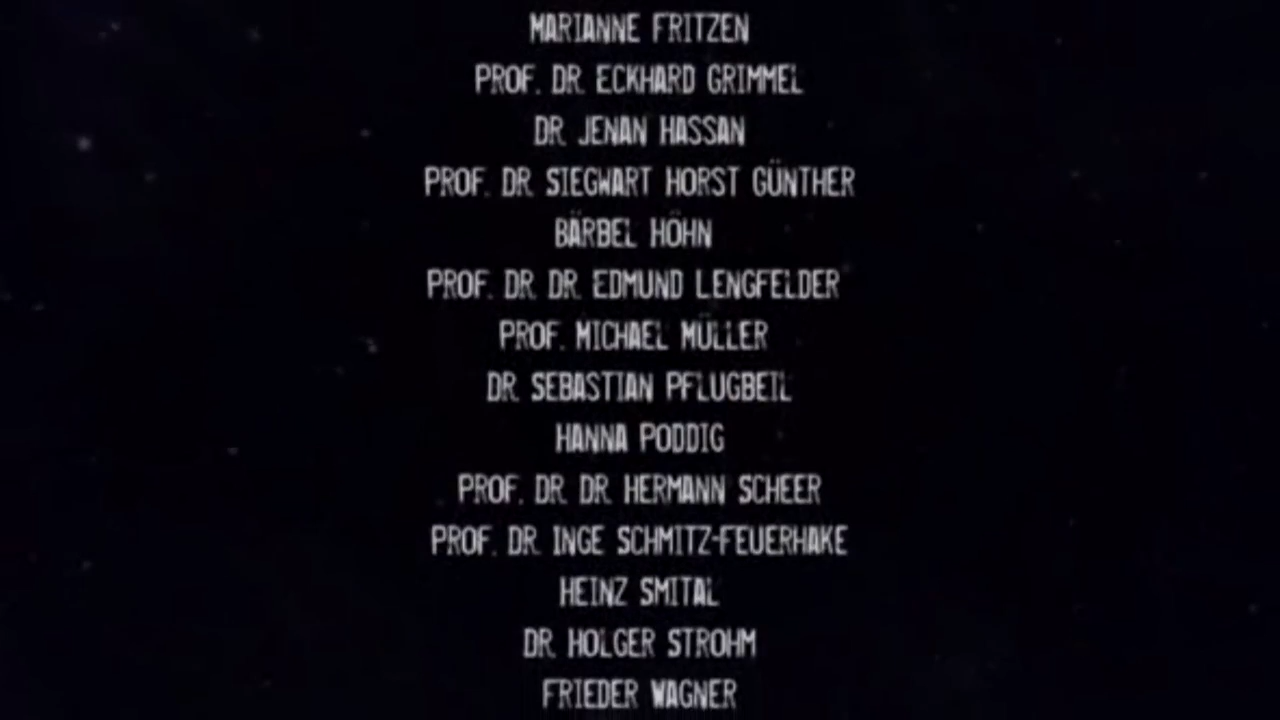 MARIANNE FRITZEN
PROF. DR. ECKHARD GRIMMEL
DR. JENAN HASSAN
PROF. DR. SIEGWART HORST GÜNTHER
BÄRBEL HÖHN
PROF. DR. DR. EDMUND LENGFELDER
PROF. MICHAEL MÜLLER
DR. SEBASTIAN PFLUGBEIL
HANNA PODDIG
PROF. DR. DR. HERMANN SCHEER
PROF. DR. INGE SCHMITZ-FEUERHAKE
HEINZ SMITAL
DR. HOLGER STROHM
FRIEDER WAGNER